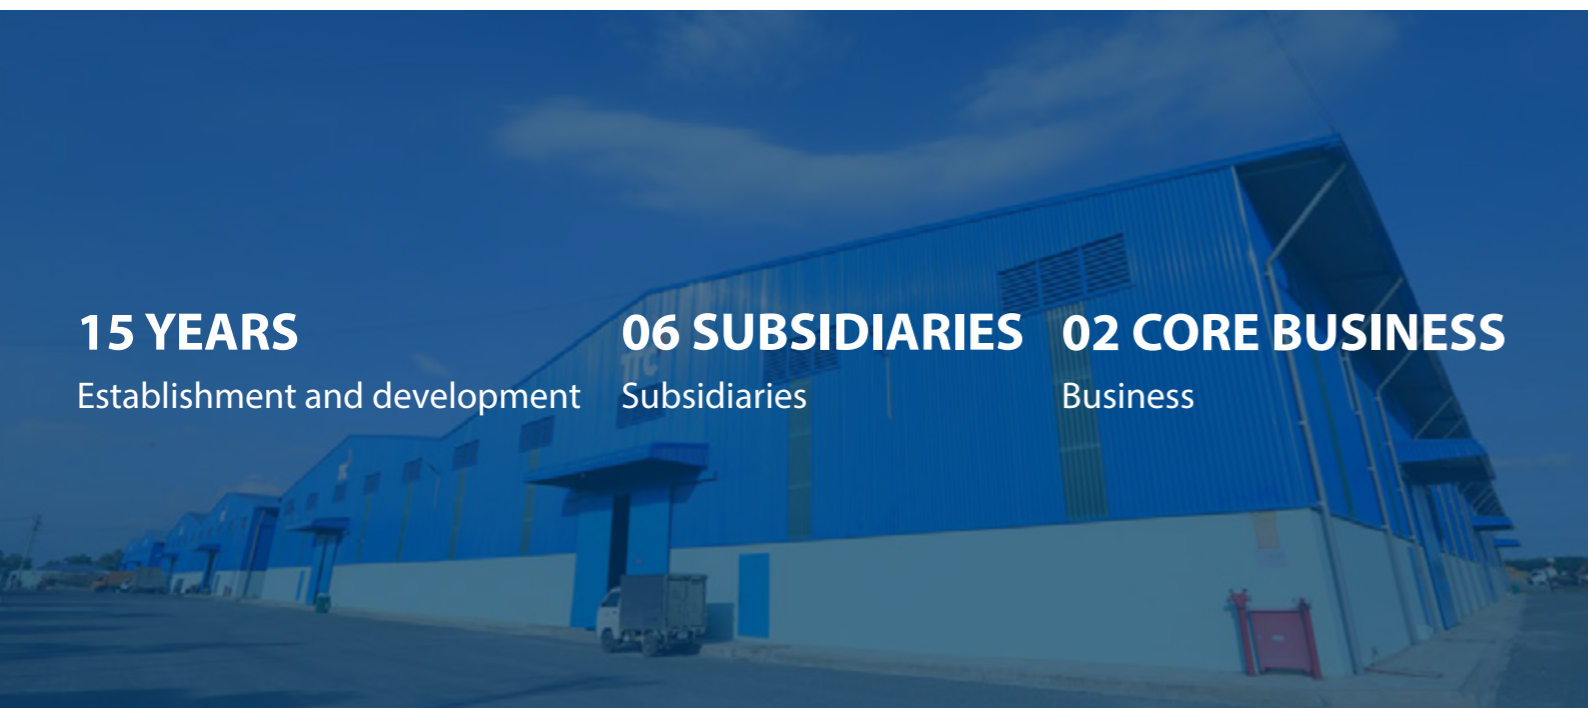 15 YEARS
Establishment and development
06 SUBSIDIARIES
Subsidiaries
02 CORE BUSINESS
Business